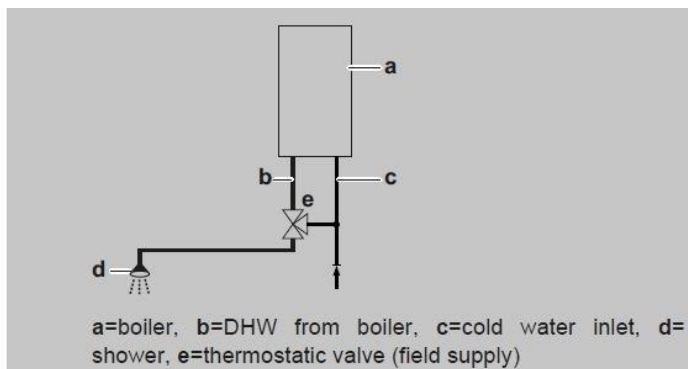 a
b
c
e
d
a=boiler, b=DHW from boiler, c=cold water inlet, d=
shower, e=thermostatic valve (field supply)